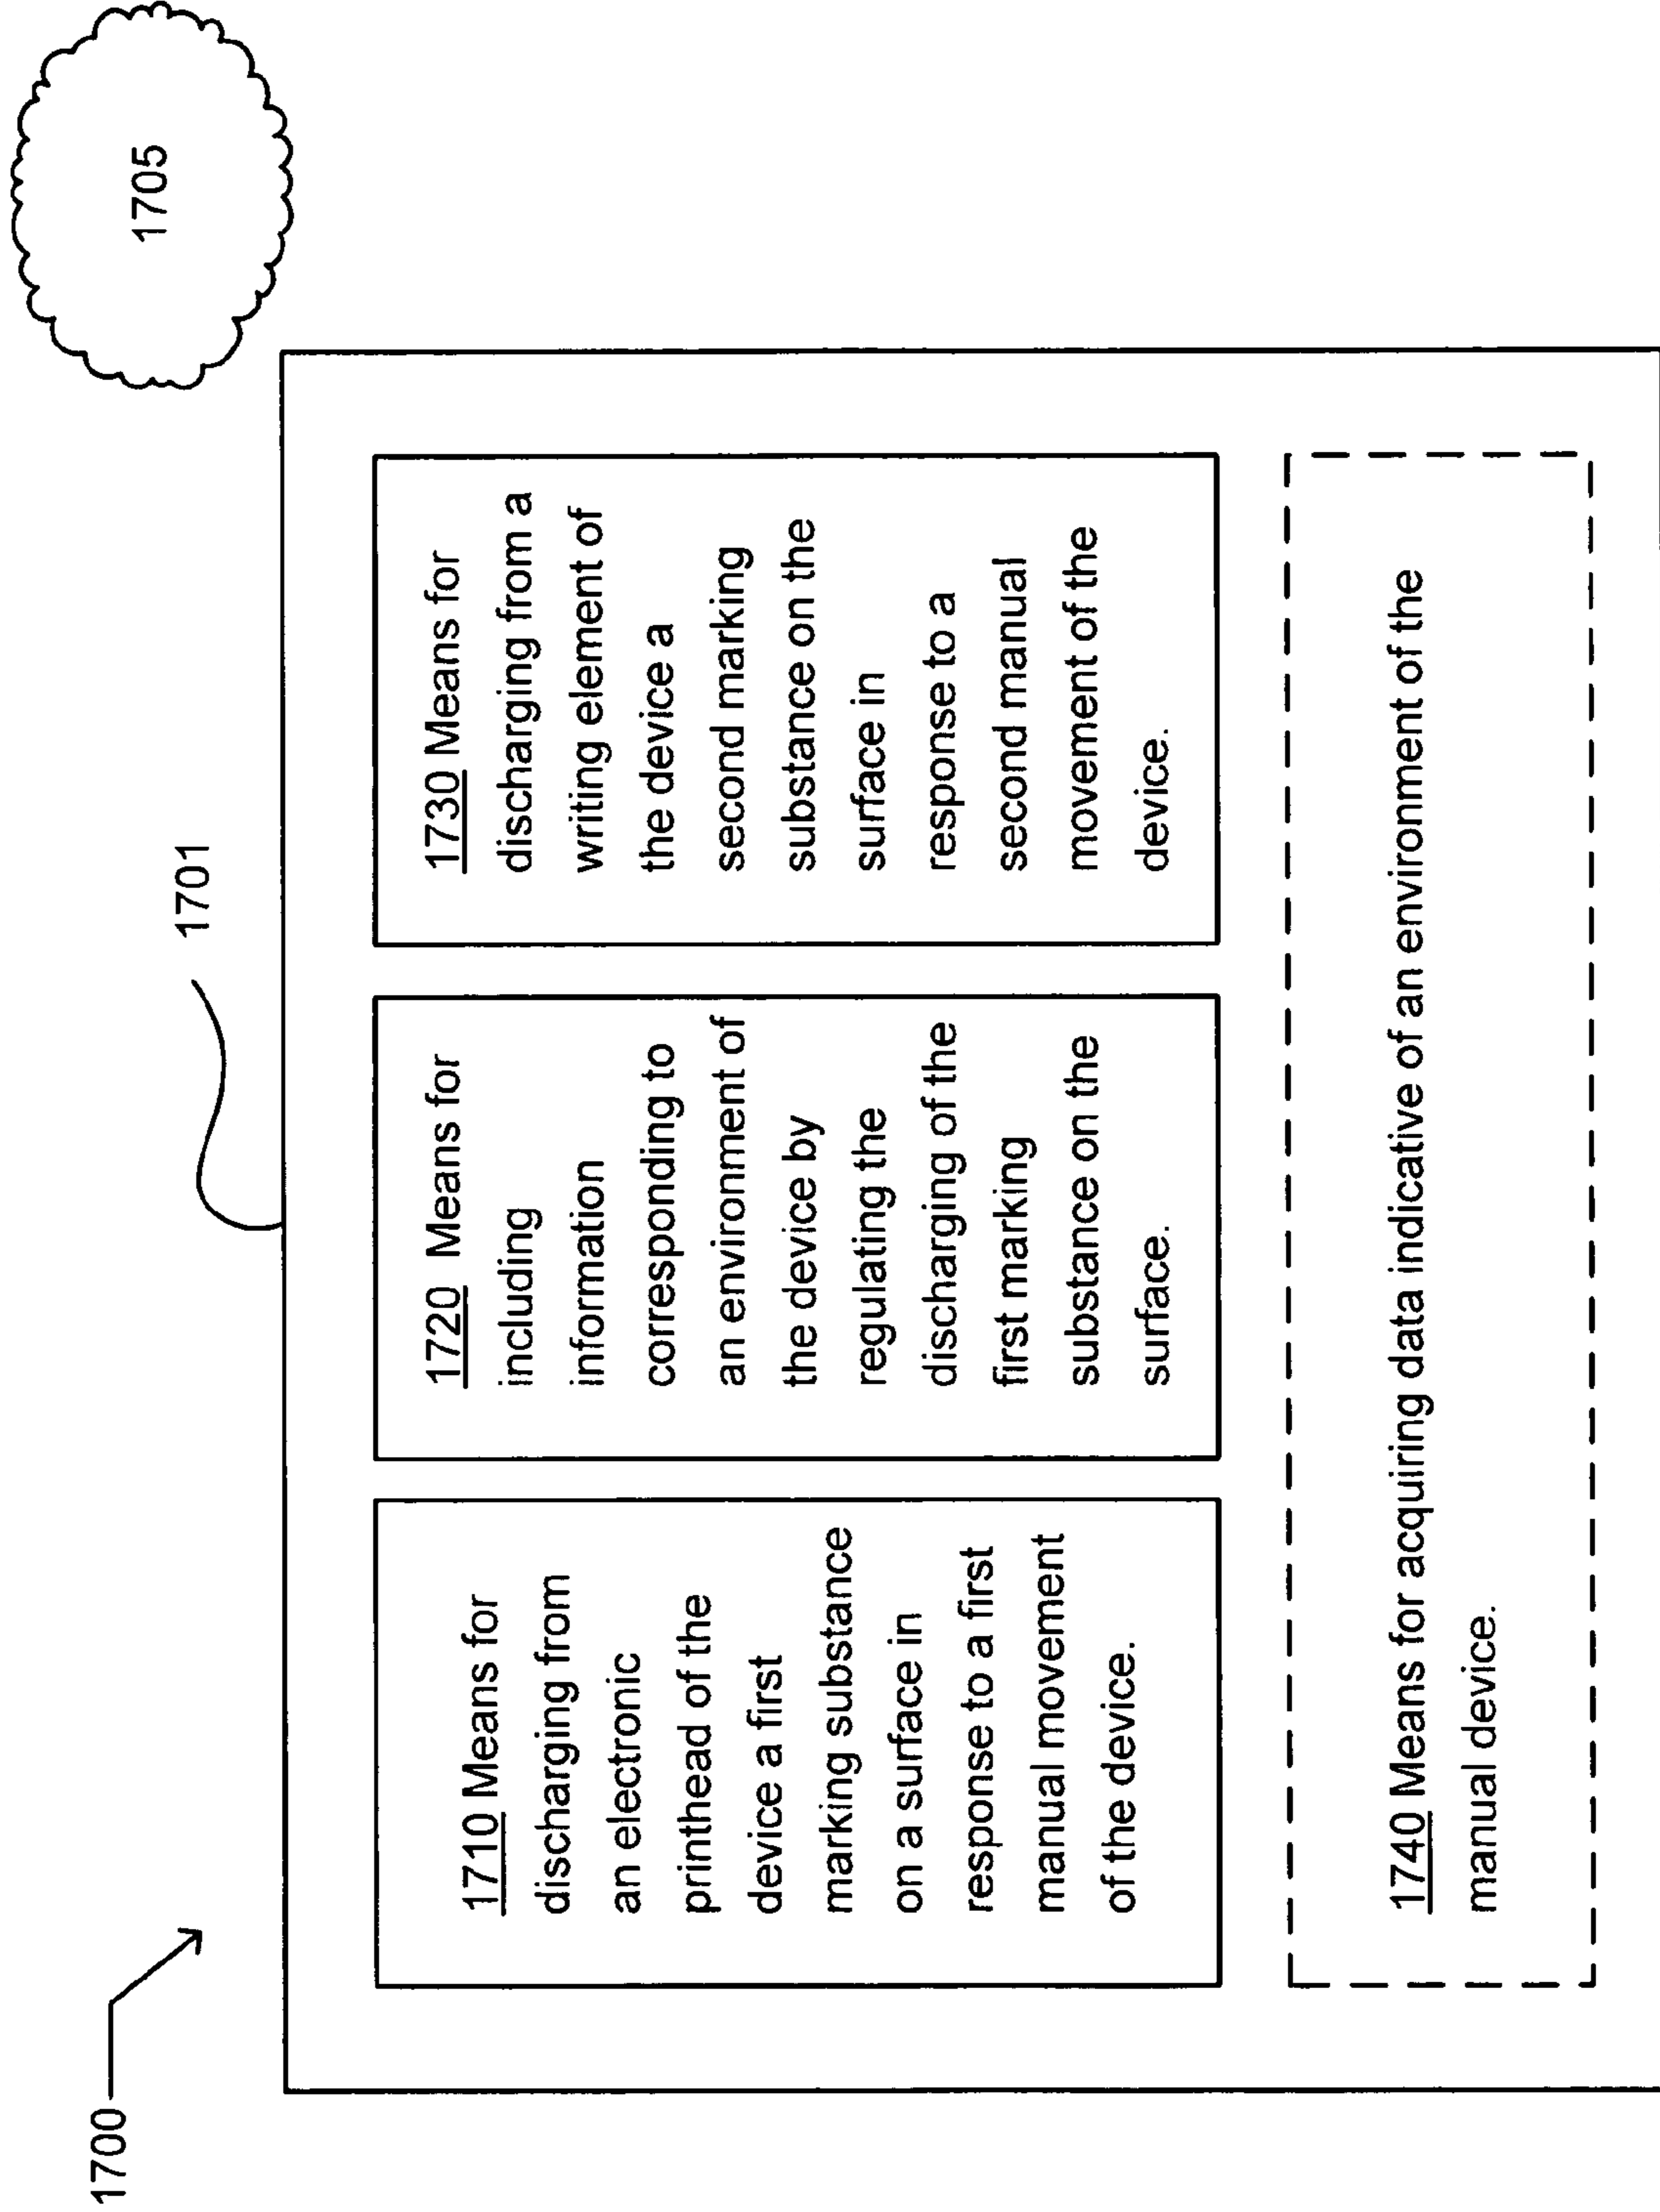 1700
1701
1705
1710 Means for
discharging from
an electronic
printhead of the
device a first
marking substance
on a surface in
response to a first
manual movement
of the device.
1720 Means for
including
information
corresponding to
an environment of
the device by
regulating the
discharging of the
first marking
substance on the
surface.
1730 Means for
discharging from a
writing element of
the device a
second marking
substance on the
surface in
response to a
second manual
movement of the
device.
1740 Means for acquiring data indicative of an environment of the
manual device.